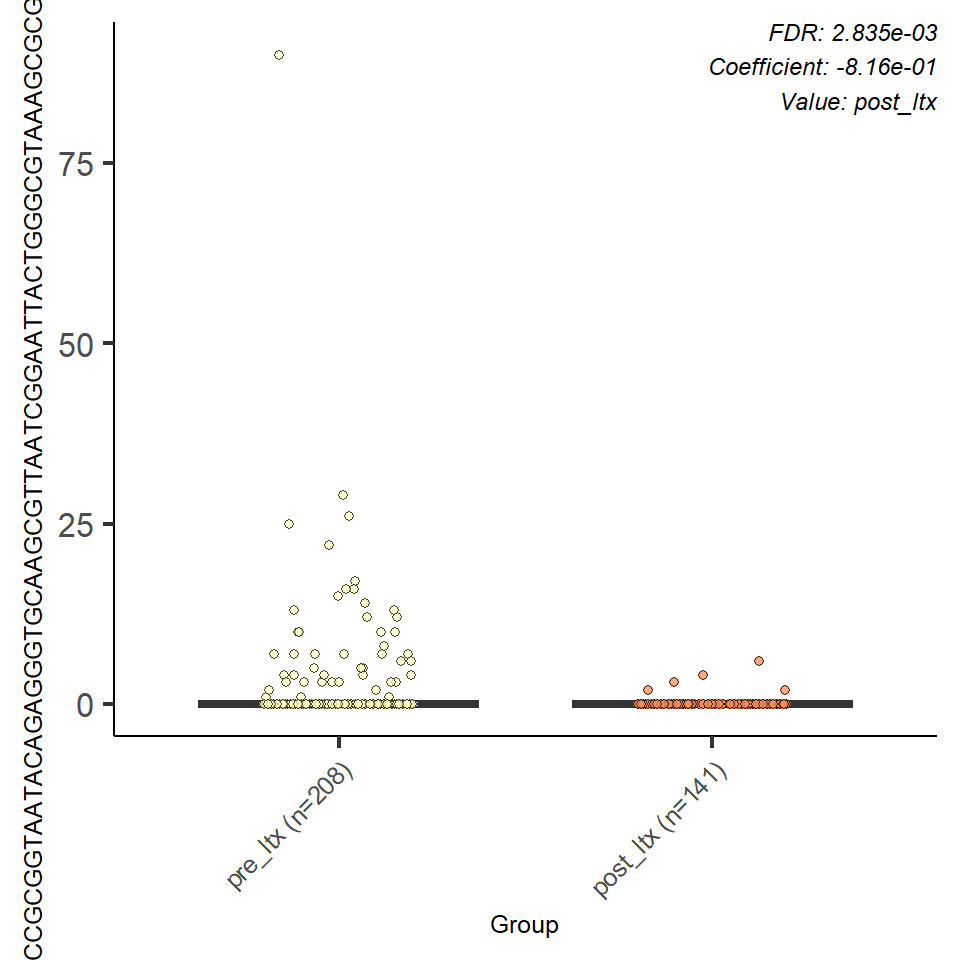 FDR: 2.835e-03
Coefficient: -8.16e-01
Value: post_ltx
CCGCGGTAATACAGAGGGTGCAAGCGTTAATCGGAATTACTGGGCGTAAAGCGCG
75
50
25
0
pre_ltx (n=208)
post_ltx (n=141)
Group